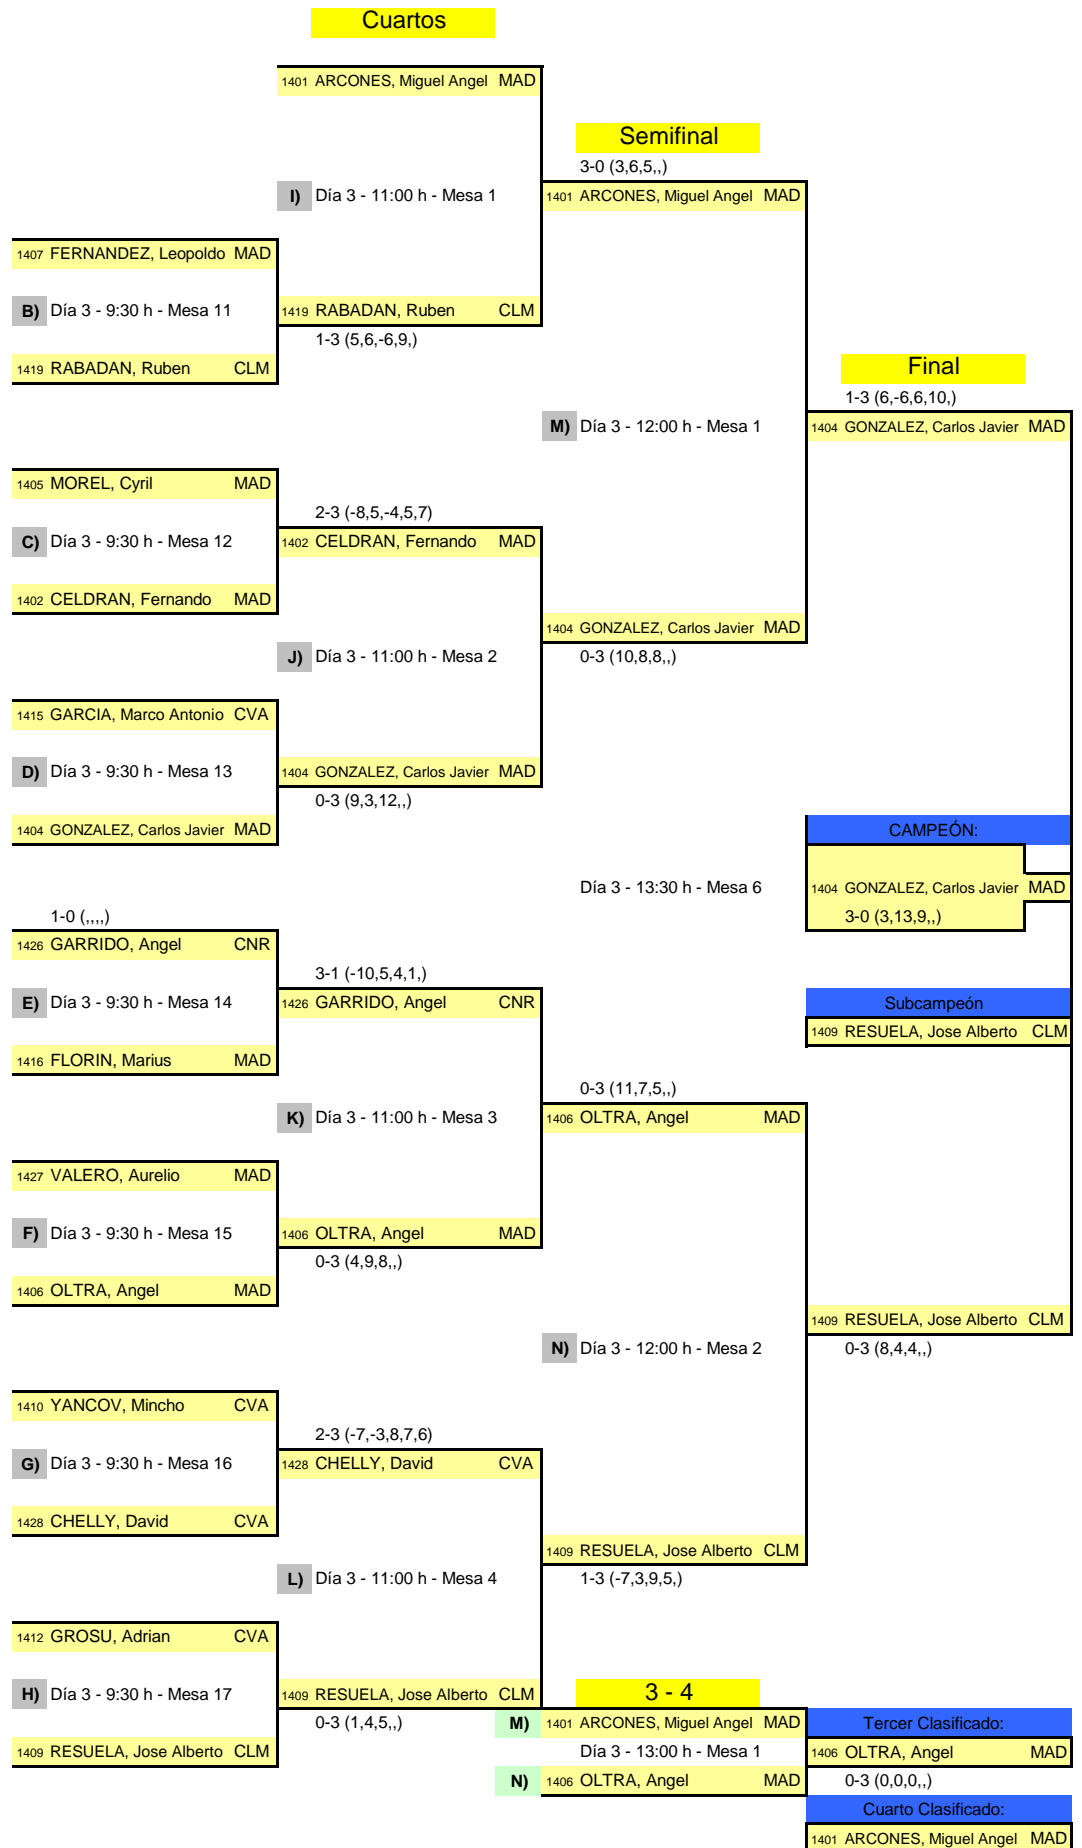 Cuartos
1401 ARCONES, Miguel Angel MAD
Semifinal
3-0 (3,6,5,,)
I) Día 3 - 11:00 h - Mesa 1
1401 ARCONES, Miguel Angel MAD
1407 FERNANDEZ, Leopoldo MAD
B) Día 3 - 9:30 h - Mesa 11
1419 RABADAN, Ruben CLM
1-3 (5,6,-6,9,)
1419 RABADAN, Ruben CLM
Final
1-3 (6,-6,6,10,)
M) Día 3 - 12:00 h - Mesa 1
1404 GONZALEZ, Carlos Javier MAD
1405 MOREL, Cyril MAD
2-3 (-8,5,-4,5,7)
C) Día 3 - 9:30 h - Mesa 12
1402 CELDRAN, Fernando MAD
1402 CELDRAN, Fernando MAD
1404 GONZALEZ, Carlos Javier MAD
J) Día 3 - 11:00 h - Mesa 2
0-3 (10,8,8,,)
1415 GARCIA, Marco Antonio CVA
D) Día 3 - 9:30 h - Mesa 13
1404 GONZALEZ, Carlos Javier MAD
0-3 (9,3,12,,)
1404 GONZALEZ, Carlos Javier MAD
CAMPEÓN:
Día 3 - 13:30 h - Mesa 6
1404 GONZALEZ, Carlos Javier MAD
3-0 (3,13,9,,)
1-0 (,,,,)
1426 GARRIDO, Angel CNR
3-1 (-10,5,4,1,)
E) Día 3 - 9:30 h - Mesa 14
1426 GARRIDO, Angel CNR
Subcampeón
1409 RESUELA, Jose Alberto CLM
1416 FLORIN, Marius MAD
0-3 (11,7,5,,)
K) Día 3 - 11:00 h - Mesa 3
1406 OLTRA, Angel MAD
1427 VALERO, Aurelio MAD
F) Día 3 - 9:30 h - Mesa 15
1406 OLTRA, Angel MAD
0-3 (4,9,8,,)
1406 OLTRA, Angel MAD
1409 RESUELA, Jose Alberto CLM
N) Día 3 - 12:00 h - Mesa 2
0-3 (8,4,4,,)
1410 YANCOV, Mincho CVA
2-3 (-7,-3,8,7,6)
G) Día 3 - 9:30 h - Mesa 16
1428 CHELLY, David CVA
1428 CHELLY, David CVA
1409 RESUELA, Jose Alberto CLM
L) Día 3 - 11:00 h - Mesa 4
1-3 (-7,3,9,5,)
1412 GROSU, Adrian CVA
H) Día 3 - 9:30 h - Mesa 17
1409 RESUELA, Jose Alberto CLM
3 - 4
0-3 (1,4,5,,)
M) 1401 ARCONES, Miguel Angel MAD
Tercer Clasificado:
1409 RESUELA, Jose Alberto CLM
Día 3 - 13:00 h - Mesa 1
1406 OLTRA, Angel MAD
N) 1406 OLTRA, Angel MAD
0-3 (0,0,0,,)
Cuarto Clasificado:
1401 ARCONES, Miguel Angel MAD